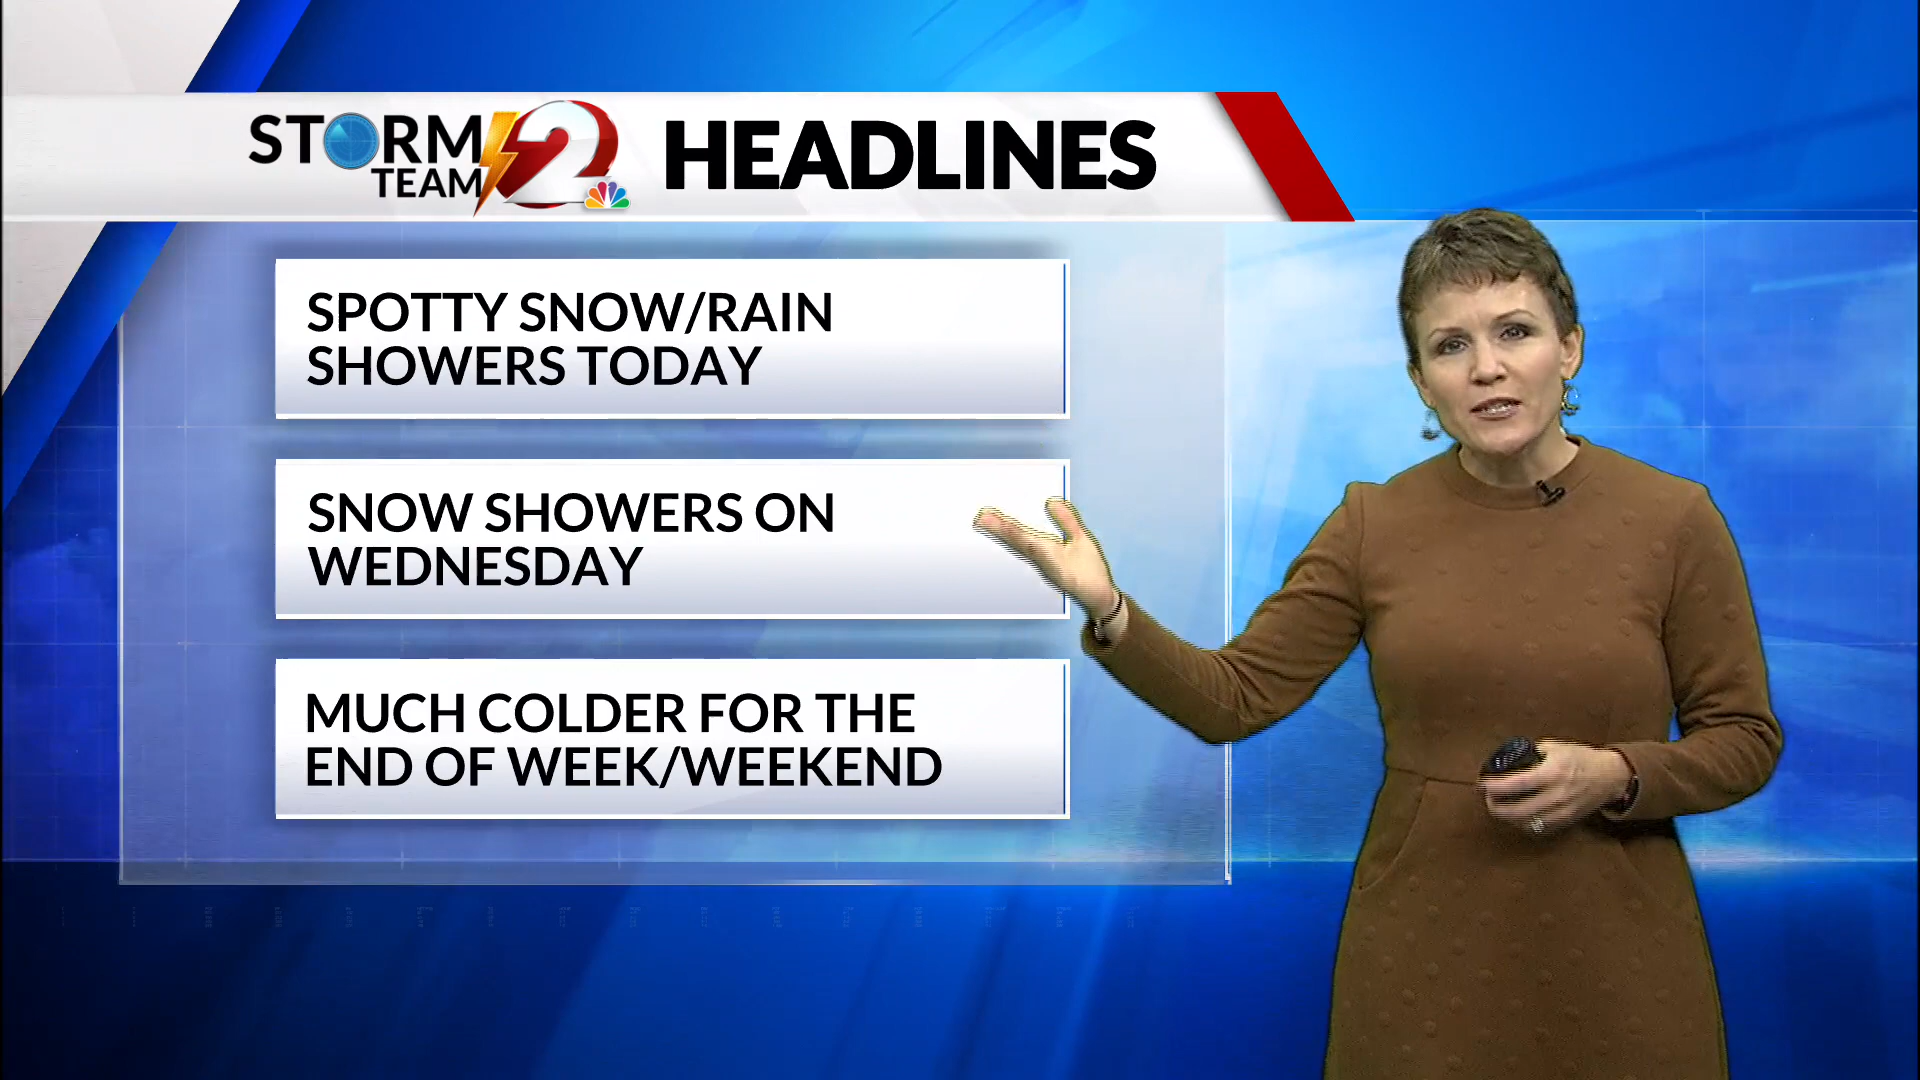 STORM TEAM 2 HEADLINES
SPOTTY SNOW/RAIN
SHOWERS TODAY
SNOW SHOWERS ON
WEDNESDAY
MUCH COLDER FOR THE
END OF WEEK/WEEKEND